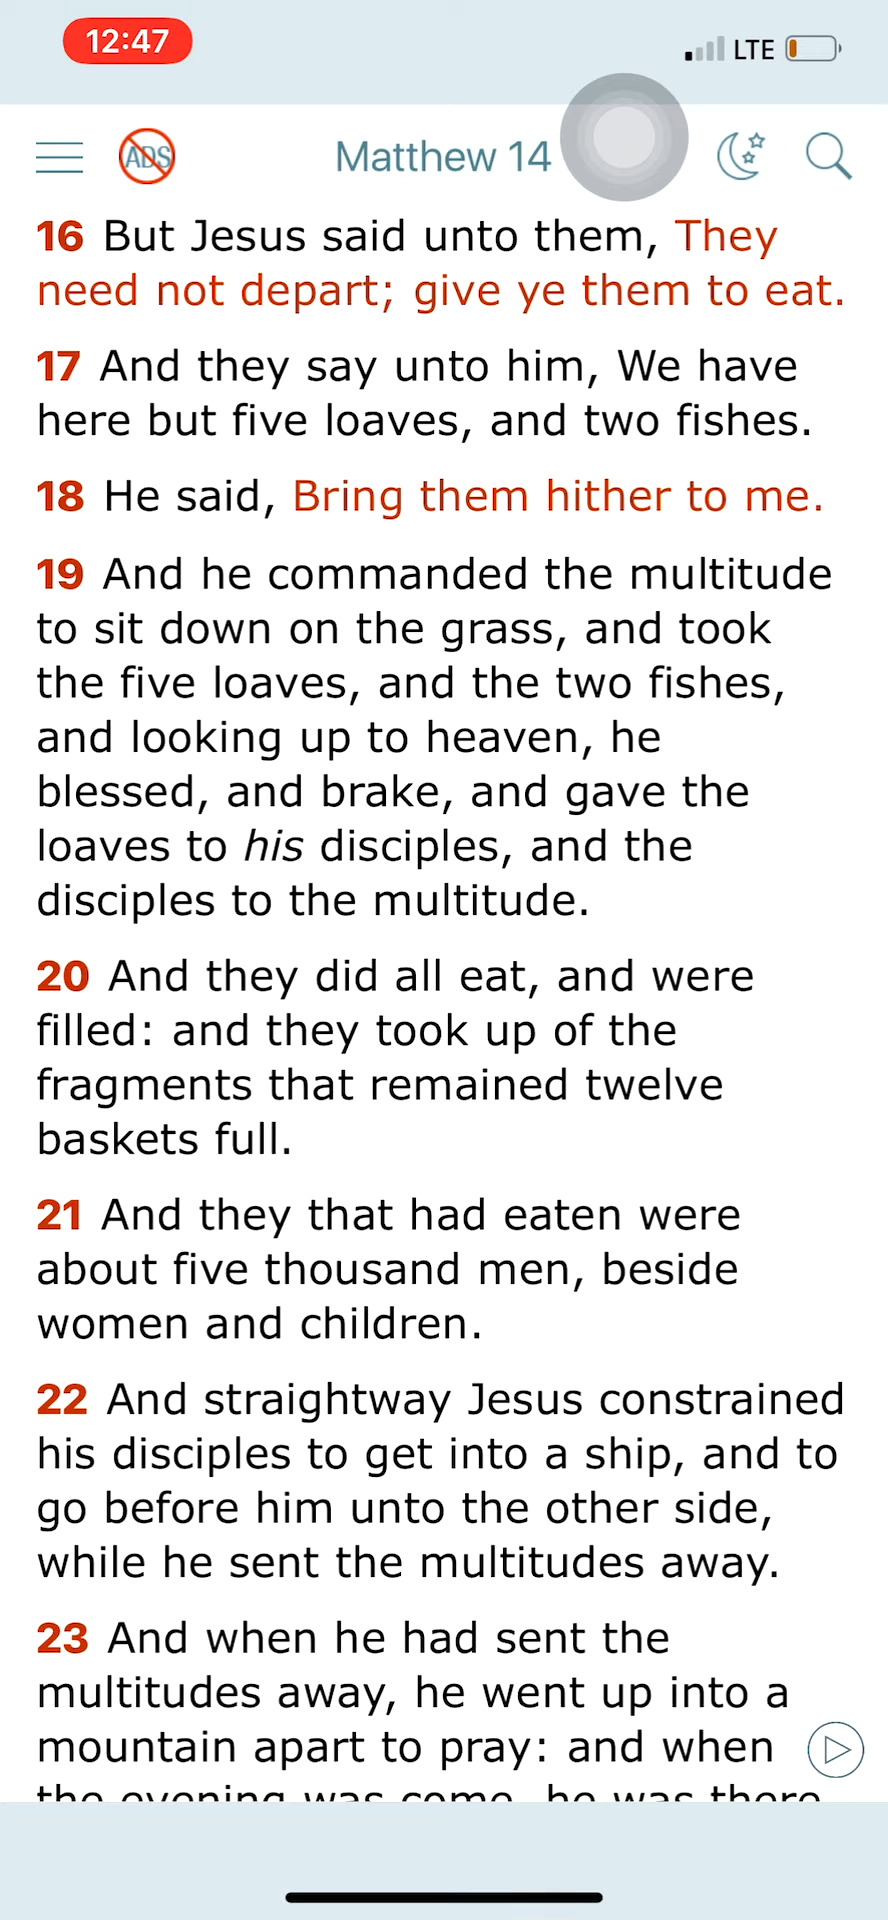 12:47
LTE
ADS
Matthew 14
16 But Jesus said unto them, They
need not depart; give ye them to eat.
17 And they say unto him, We have
here but five loaves, and two fishes.
18 He said, Bring them hither to me.
19 And he commanded the multitude
to sit down on the grass, and took
the five loaves, and the two fishes,
and looking up to heaven, he
blessed, and brake, and gave the
loaves to his disciples, and the
disciples to the multitude.
20 And they did all eat, and were
filled: and they took up of the
fragments that remained twelve
baskets full.
21 And they that had eaten were
about five thousand men, beside
women and children.
22 And straightway Jesus constrained
his disciples to get into a ship, and to
go before him unto the other side,
while he sent the multitudes away.
23 And when he had sent the
multitudes away, he went up into a
mountain apart to pray: and when
the evening was come, he was there